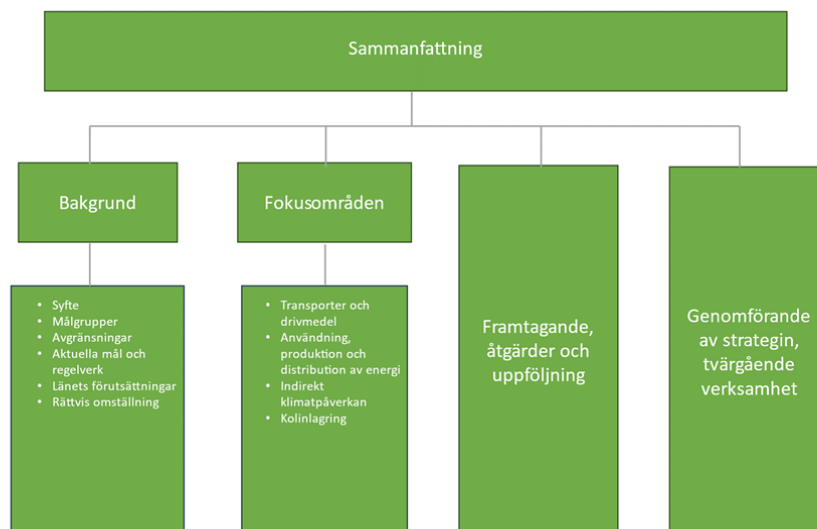 Sammanfattning
Bakgrund
Fokusområden
• Syfte
• Målgrupper
• Avgränsningar
• Aktuella mål och
regelverk
• Länets förutsättningar
• Rättvis omställning
• Transporter och
drivmedel
• Användning,
produktion och
distribution av energi
• Indirekt
klimatpåverkan
• Kolinlagring
Framtagande,
åtgärder och
uppföljning
Genomförande
av strategin,
tvärgående
verksamhet